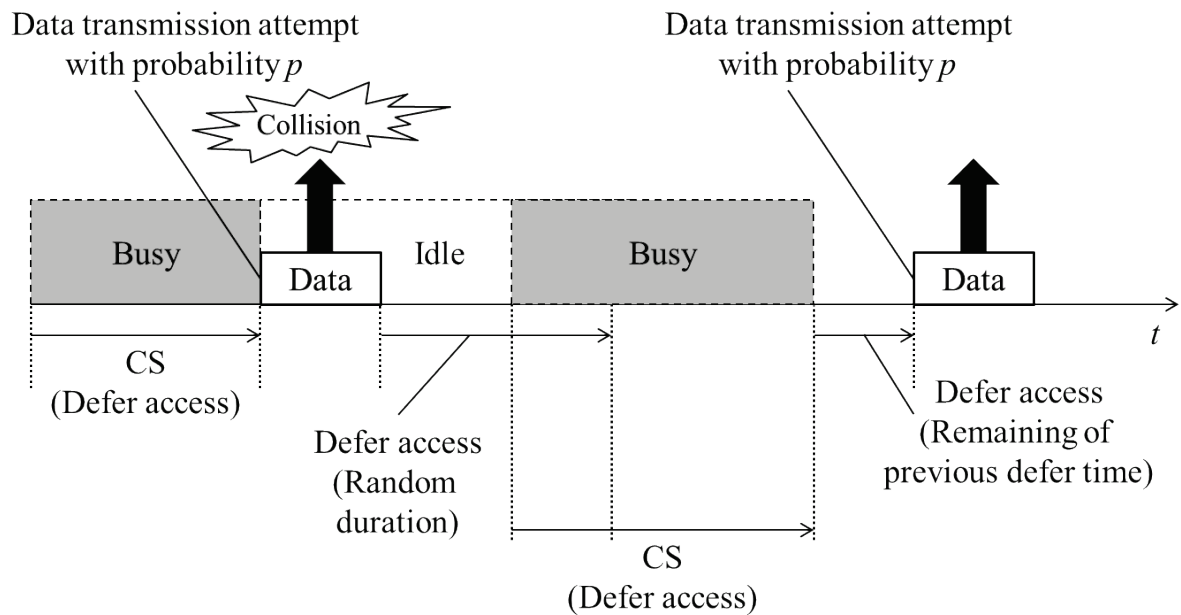 Data transmission attempt
with probability p
Data transmission attempt
with probability p
Collision
Busy
Data
Idle
Busy
Data
t
CS
(Defer access)
Defer access
(Random
duration)
Defer access
(Remaining of
previous defer time)
CS
(Defer access)